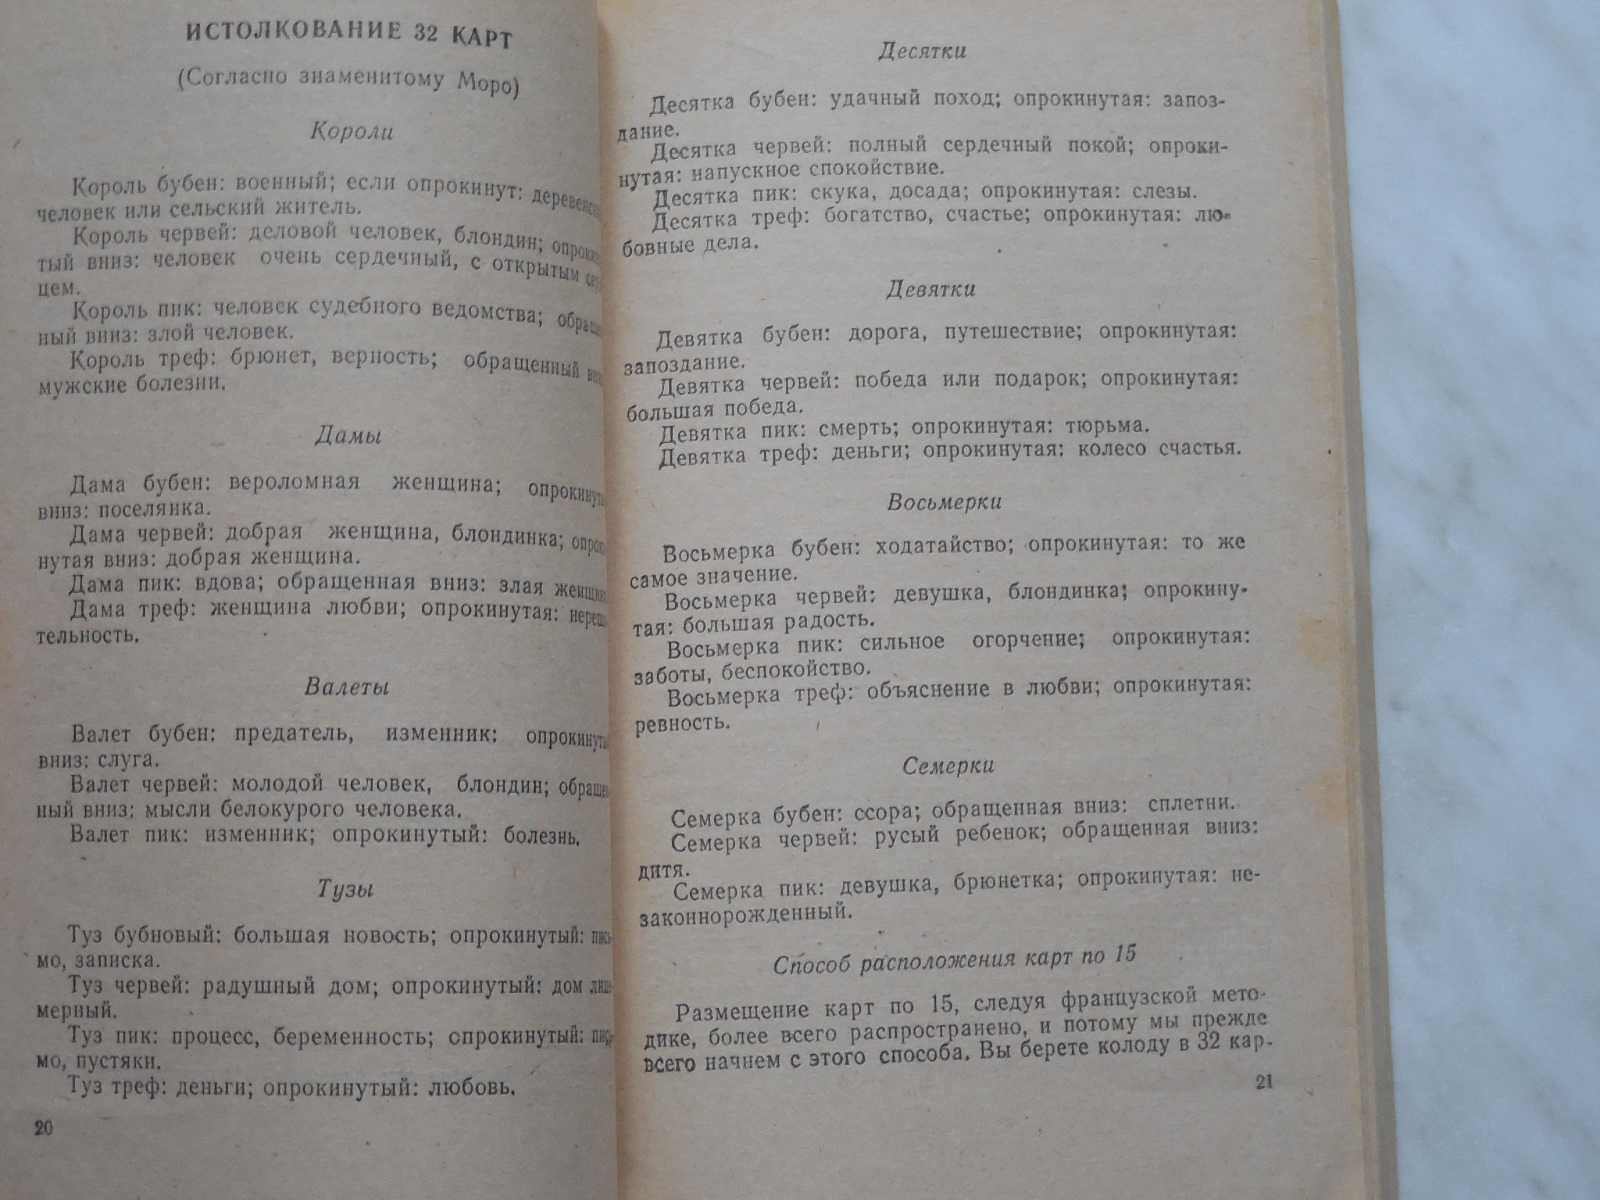 ИСТОЛКОВАНИЕ 32 КАРТ
(Согласно знаменитому Моро)
Короли
Король бубен: военный; если опрокинут:
человек или сельский житель.
Король червей: деловой человек, блондин;
тый вниз: человек очень сердечный, с открытым
цем.
Король пик: человек судебного ведомства;
ный вниз: злой человек.
Король треф: брюнет, верность; обращенный
мужские болезни.
Дамы
Дама бубен: вероломная женщина;
вниз: поселянка.
Дама червей: добрая женщина, блондинка;
нутая вниз: добрая женщина.
Дама пик: вдова; обращенная вниз: злая
Дама треф: женщина любви; опрокинутая:
тельность.
Валеты
Валет бубен: предатель, изменник;
вниз: слуга.
Валет червей: молодой человек, блондин;
ный вниз: мысли белокурого человека.
Валет пик: изменник; опрокинутый: болезнь.
Тузы
Туз бубновый: большая новость; опрокинутый: пись-
мо, записка.
Туз червей: радушный дом; опрокинутый: дом
мерный.
Туз пик: процесс, беременность; опрокинутый:
мо, пустяки.
Туз треф: деньги; опрокинутый: любовь.
20
Десятки
Десятка бубен: удачный поход; опрокинутая: запоз-
дание.
Десятка червей: полный сердечный покой; опроки-
нутая: напускное спокойствие.
Десятка пик: скука, досада; опрокинутая: слезы.
Десятка треф: богатство, счастье; опрокинутая: лю-
бовные дела.
Девятки
Девятка бубен: дорога, путешествие; опрокинутая:
запоздание.
Девятка червей: победа или подарок; опрокинутая:
большая победа.
Девятка пик: смерть; опрокинутая: тюрьма.
Девятка треф: деньги; опрокинутая: колесо счастья.
Восьмерки
Восьмерка бубен: ходатайство; опрокинутая: то же
самое значение.
Восьмерка червей: девушка, блондинка; опрокину-
тая: большая радость.
Восьмерка пик: сильное огорчение; опрокинутая:
заботы, беспокойство.
Восьмерка треф: объяснение в любви; опрокинутая:
ревность.
Семерки
Семерка бубен: ссора; обращенная вниз: сплетни.
Семерка червей: русый ребенок; обращенная вниз:
дитя.
Семерка пик: девушка, брюнетка; опрокинутая: не-
законнорожденный.
Способ расположения карт по 15
Размещение карт по 15, следуя французской мето-
дике, более всего распространено, и потому мы прежде
всего начнем с этого способа. Вы берете колоду в 32 кар-
21